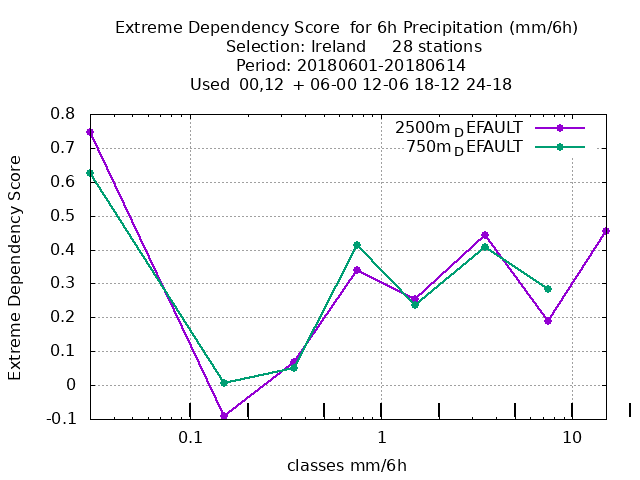 Extreme Dependency Score  for 6h Precipitation (mm/6h)
Selection: Ireland     28 stations
Period: 20180601-20180614
Used  00,12  + 06-00 12-06 18-12 24-18
2500m_DEFAULT
750m_DEFAULT
Extreme Dependency Score
0.8
0.7
0.6
0.5
0.4
0.3
0.2
0.1
0
-0.1
0.1 1 10
classes mm/6h